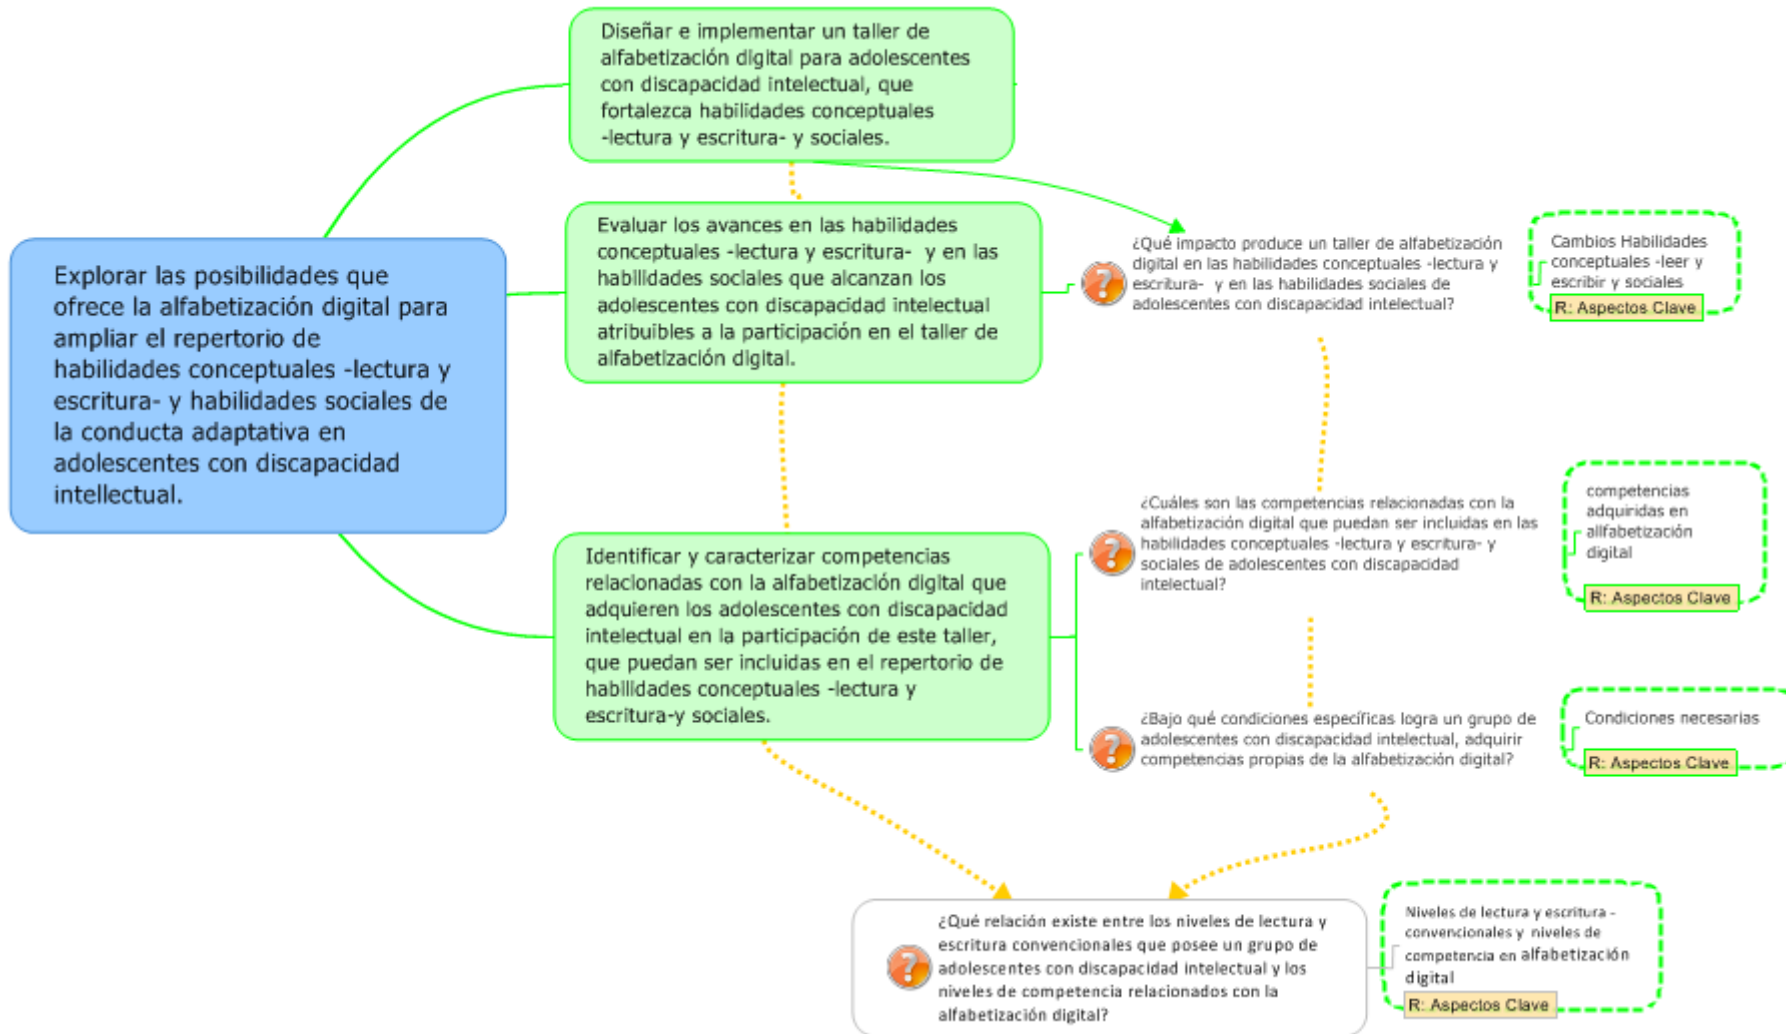 Diseñar e implementar un taller de
alfabetización digital para adolescentes
con discapacidad intelectual, que
fortalezca habilidades conceptuales
-lectura y escritura- y sociales.
Explorar las posibilidades que
ofrece la alfabetización digital para
ampliar el repertorio de
habilidades conceptuales -lectura y
escritura- y habilidades sociales de
la conducta adaptativa en
adolescentes con discapacidad
intellectual.
Evaluar los avances en las habilidades
conceptuales -lectura y escritura- y en las
habilidades sociales que alcanzan los
adolescentes con discapacidad intelectual
atribuibles a la participación en el taller de
alfabetización digital.
¿Qué impacto produce un taller de alfabetización
digital en las habilidades conceptuales -lectura y
escritura- y en las habilidades sociales de
adolescentes con discapacidad intelectual?
Cambios Habilidades
conceptuales -leer y
escribir y sociales
R: Aspectos Clave
Identificar y caracterizar competencias
relacionadas con la alfabetización digital que
adquieren los adolescentes con discapacidad
intelectual en la participación de este taller,
que puedan ser incluidas en el repertorio de
habilidades conceptuales -lectura y
escritura-y sociales.
¿Cuáles son las competencias relacionadas con la
alfabetización digital que puedan ser incluidas en las
habilidades conceptuales -lectura y escritura- y
sociales de adolescentes con discapacidad
intelectual?
competencias
adquiridas en
allfabetización
digital
R: Aspectos Clave
¿Bajo qué condiciones específicas logra un grupo de
adolescentes con discapacidad intelectual, adquirir
competencias propias de la alfabetización digital?
Condiciones necesarias
R: Aspectos Clave
¿Qué relación existe entre los niveles de lectura y
escritura convencionales que posee un grupo de
adolescentes con discapacidad intelectual y los
niveles de competencia relacionados con la
alfabetización digital?
Niveles de lectura y escritura -
convencionales y niveles de
competencia en alfabetización
digital
R: Aspectos Clave